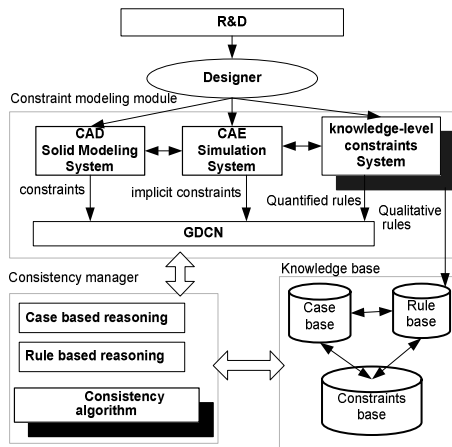 R&D
Designer
Constraint modeling module
CAD
Solid Modeling
System
CAE
Simulation
System
knowledge-level
constraints
System
constraints
implicit constraints
Quantified rules
Qualitative
rules
GDCN
Consistency manager
Knowledge base
Case based reasoning
Rule based reasoning
Consistency
algorithm
Case
base
Rule
base
Constraints
base